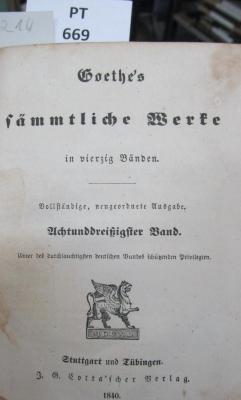 214
PT
669
Goethe's
sämmtliche Werke
in vierzig Bänden.
Vollständige, neugeordnete Ausgabe.
Achtunddreißigster Band.
Unter des durchlauchtigsten deutschen Bundes schützenden Privilegien.
Stuttgart und Tübingen.
J. G. Cotta'scher Verlag.
1840.